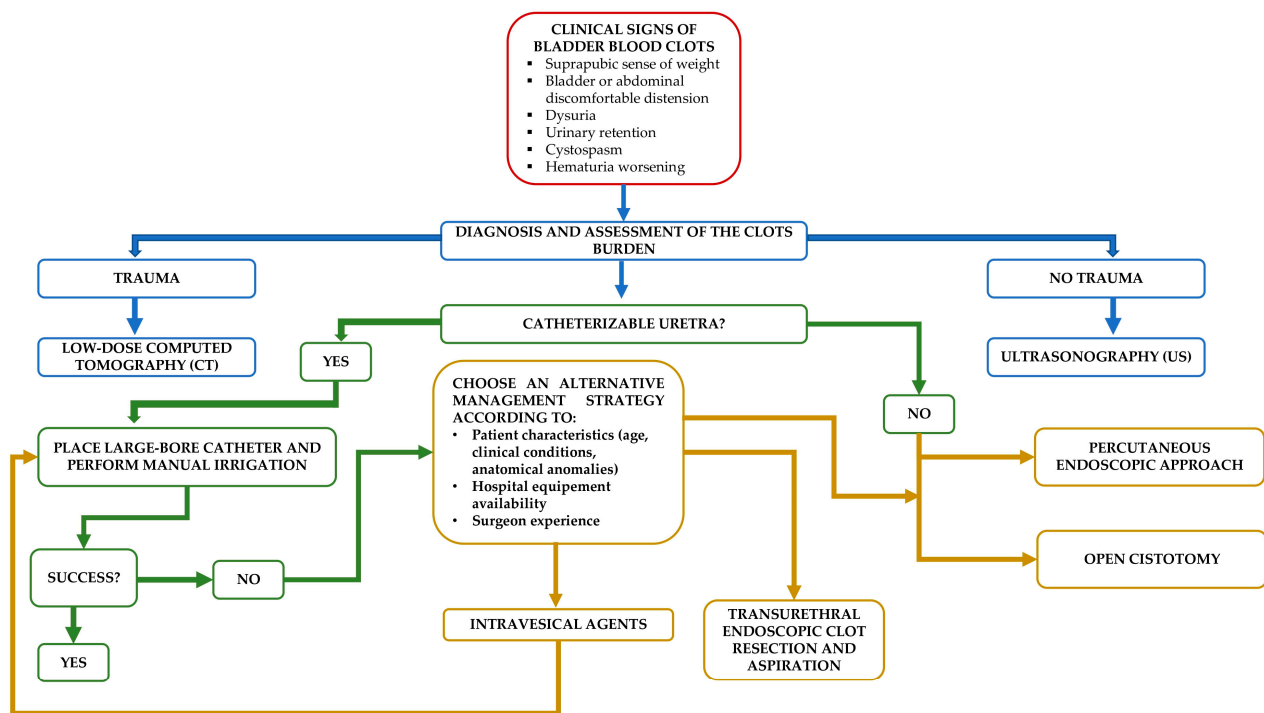 CLINICAL SIGNS OF
BLADDER BLOOD CLOTS
▪ Suprapubic sense of weight
▪ Bladder or abdominal
discomfortable distension
▪ Dysuria
▪ Urinary retention
▪ Cystospasm
▪ Hematuria worsening
DIAGNOSIS AND ASSESSMENT OF THE CLOTS
BURDEN
TRAUMA
NO TRAUMA
LOW-DOSE COMPUTED
TOMOGRAPHY (CT)
CATHETERIZABLE URETRA?
ULTRASONOGRAPHY (US)
YES
NO
CHOOSE AN ALTERNATIVE
MANAGEMENT STRATEGY
ACCORDING TO:
• Patient characteristics (age,
clinical conditions,
anatomical anomalies)
• Hospital equipement
availability
• Surgeon experience
PLACE LARGE-BORE CATHETER AND
PERFORM MANUAL IRRIGATION
PERCUTANEOUS
ENDOSCOPIC APPROACH
OPEN CISTOTOMY
SUCCESS?
NO
YES
INTRAVESICAL AGENTS
TRANSURETHRAL
ENDOSCOPIC CLOT
RESECTION AND
ASPIRATION